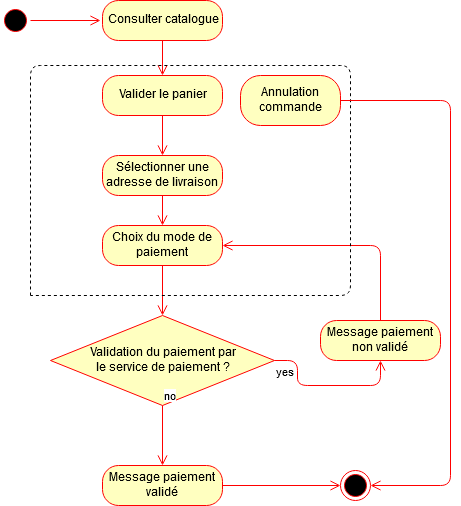 Consulter catalogue
Valider le panier
Annulation
commande
Sélectionner une
adresse de livraison
Choix du mode de
paiement
Message paiement
non validé
Validation du paiement par
le service de paiement ?
yes
no
Message paiement
validé